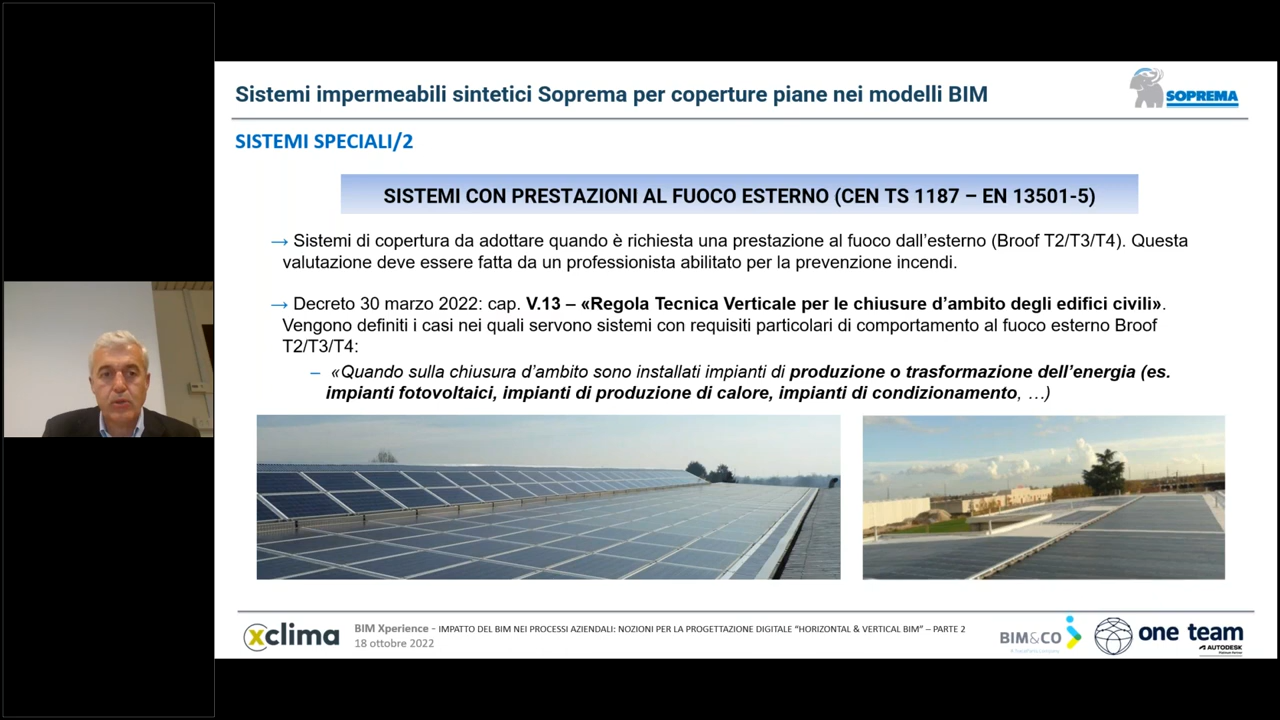 Sistemi impermeabili sintetici Soprema per coperture piane nei modelli BIM
SOPREMA
SISTEMI SPECIALI/2
SISTEMI CON PRESTAZIONI AL FUOCO ESTERNO (CEN TS 1187 – EN 13501-5)
→ Sistemi di copertura da adottare quando è richiesta una prestazione al fuoco dall'esterno (Broof T2/T3/T4). Questa
valutazione deve essere fatta da un professionista abilitato per la prevenzione incendi.
→ Decreto 30 marzo 2022: cap. V.13 – «Regola Tecnica Verticale per le chiusure d'ambito degli edifici civili».
Vengono definiti i casi nei quali servono sistemi con requisiti particolari di comportamento al fuoco esterno Broof
T2/T3/T4:
– «Quando sulla chiusura d'ambito sono installati impianti di produzione o trasformazione dell'energia (es.
impianti fotovoltaici, impianti di produzione di calore, impianti di condizionamento, …)
xclima
BIM Xperience - IMPATTO DEL BIM NEI PROCESSI AZIENDALI: NOZIONI PER LA PROGETTAZIONE DIGITALE "HORIZONTAL & VERTICAL BIM" – PARTE 2
18 ottobre 2022
BIM&CO
one team
AUTODESK